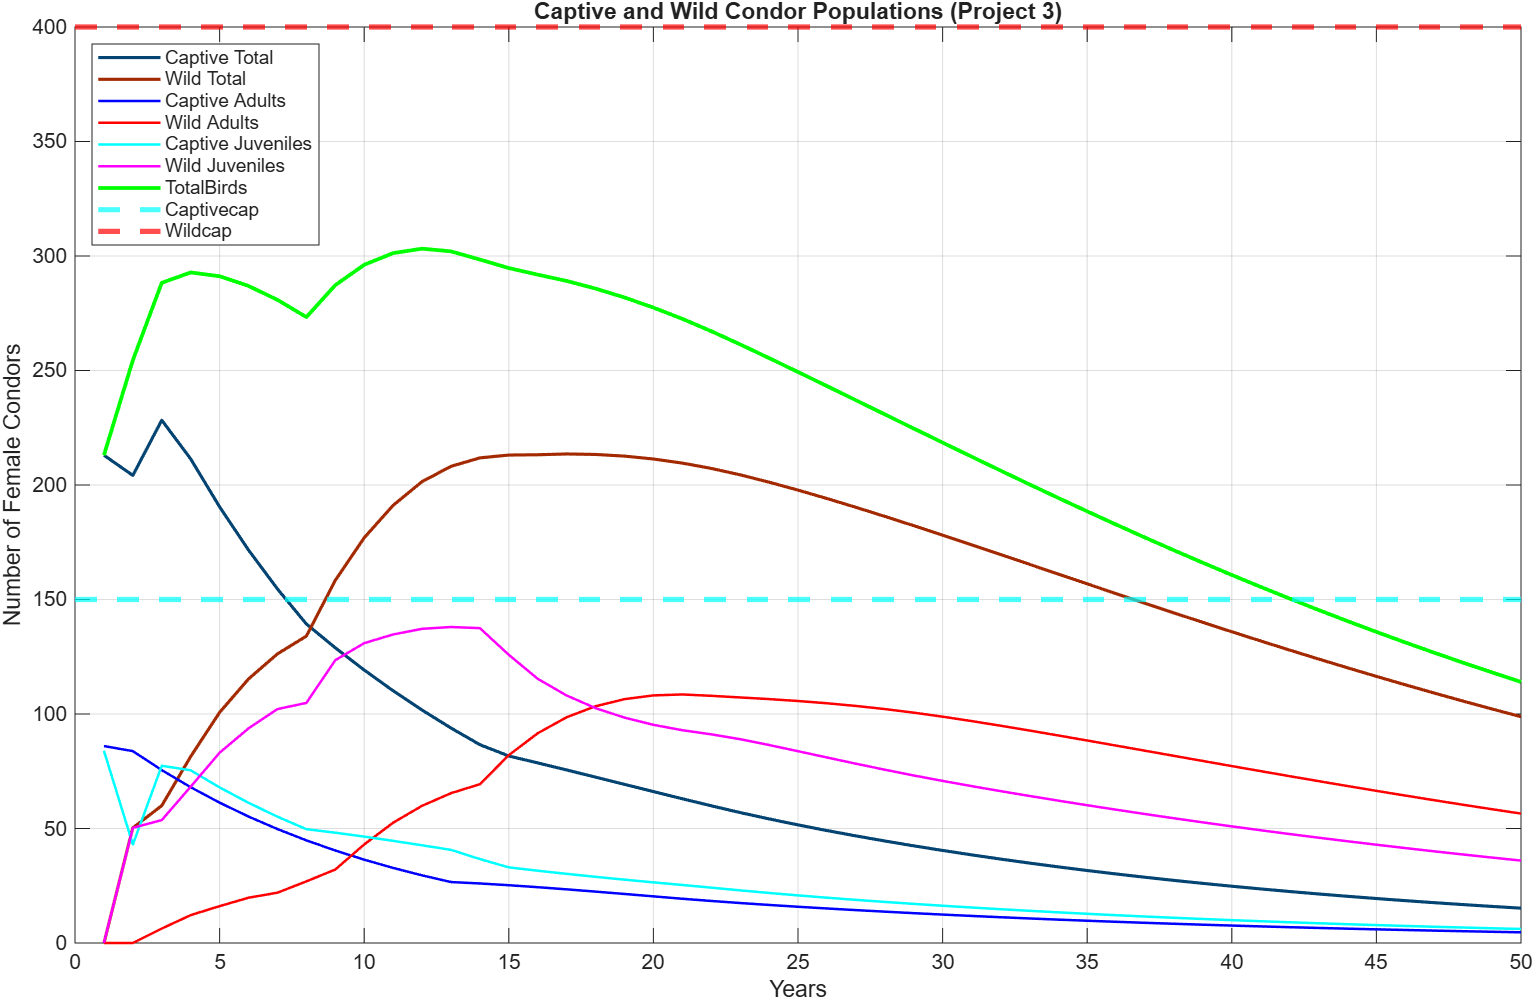 Captive and Wild Condor Populations (Project 3)
400
350
300
250
200
150
100
50
0
Number of Female Condors
Captive Total
Wild Total
Captive Adults
Wild Adults
Captive Juveniles
Wild Juveniles
TotalBirds
Captivecap
Wildcap
0 5 10 15 20 25 30 35 40 45 50
Years